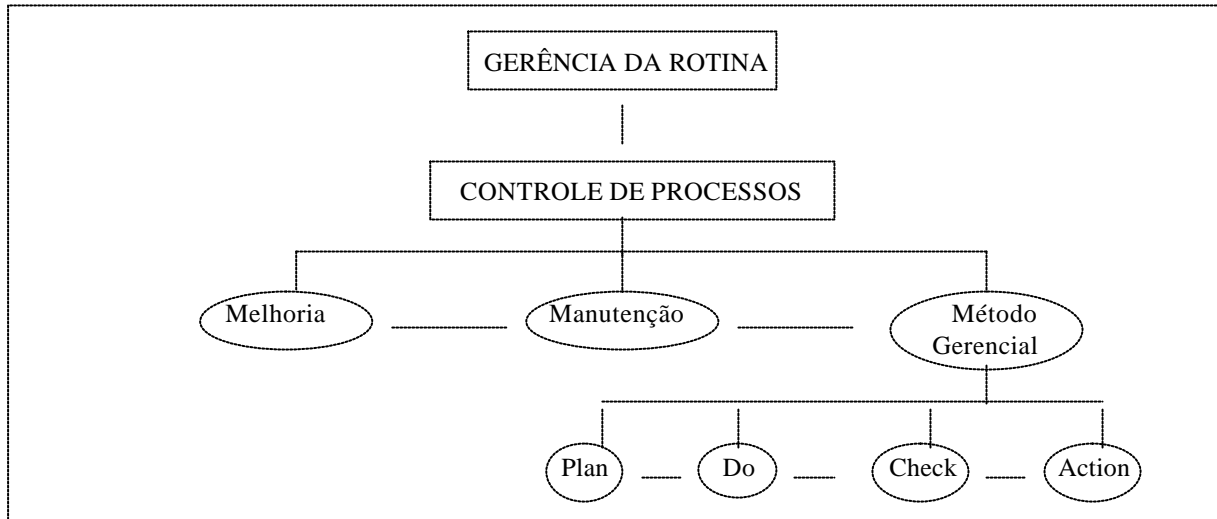 GERÊNCIA DA ROTINA
CONTROLE DE PROCESSOS
Melhoria
Manutenção
Método
Gerencial
Plan
Do
Check
Action